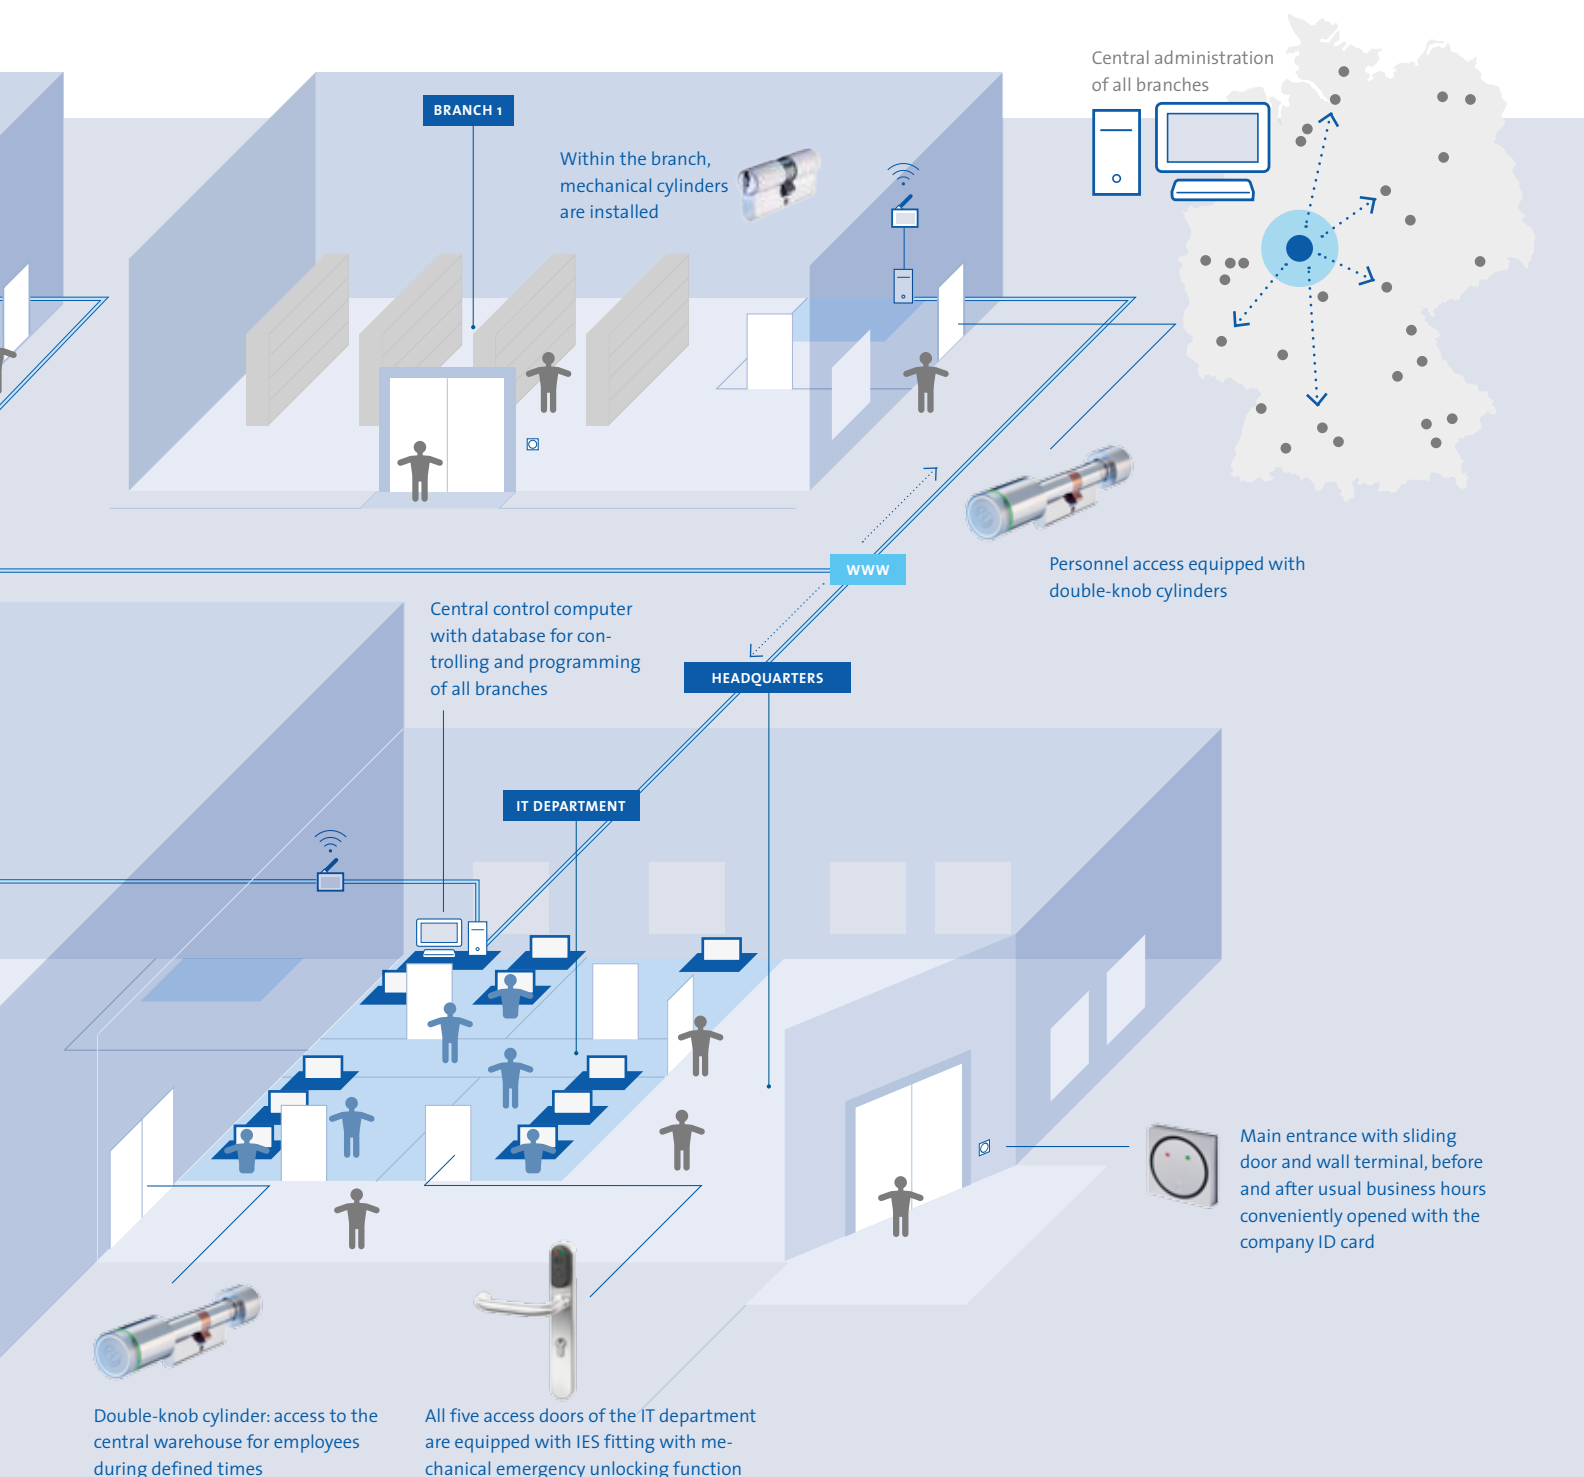 Central administration
of all branches
BRANCH 1
Within the branch,
mechanical cylinders
are installed
WWW
Personnel access equipped with
double-knob cylinders
Central control computer
with database for con-
trolling and programming
of all branches
HEADQUARTERS
IT DEPARTMENT
Main entrance with sliding
door and wall terminal, before
and after usual business hours
conveniently opened with the
company ID card
Double-knob cylinder: access to the
central warehouse for employees
during defined times
All five access doors of the IT department
are equipped with IES fitting with me-
chanical emergency unlocking function